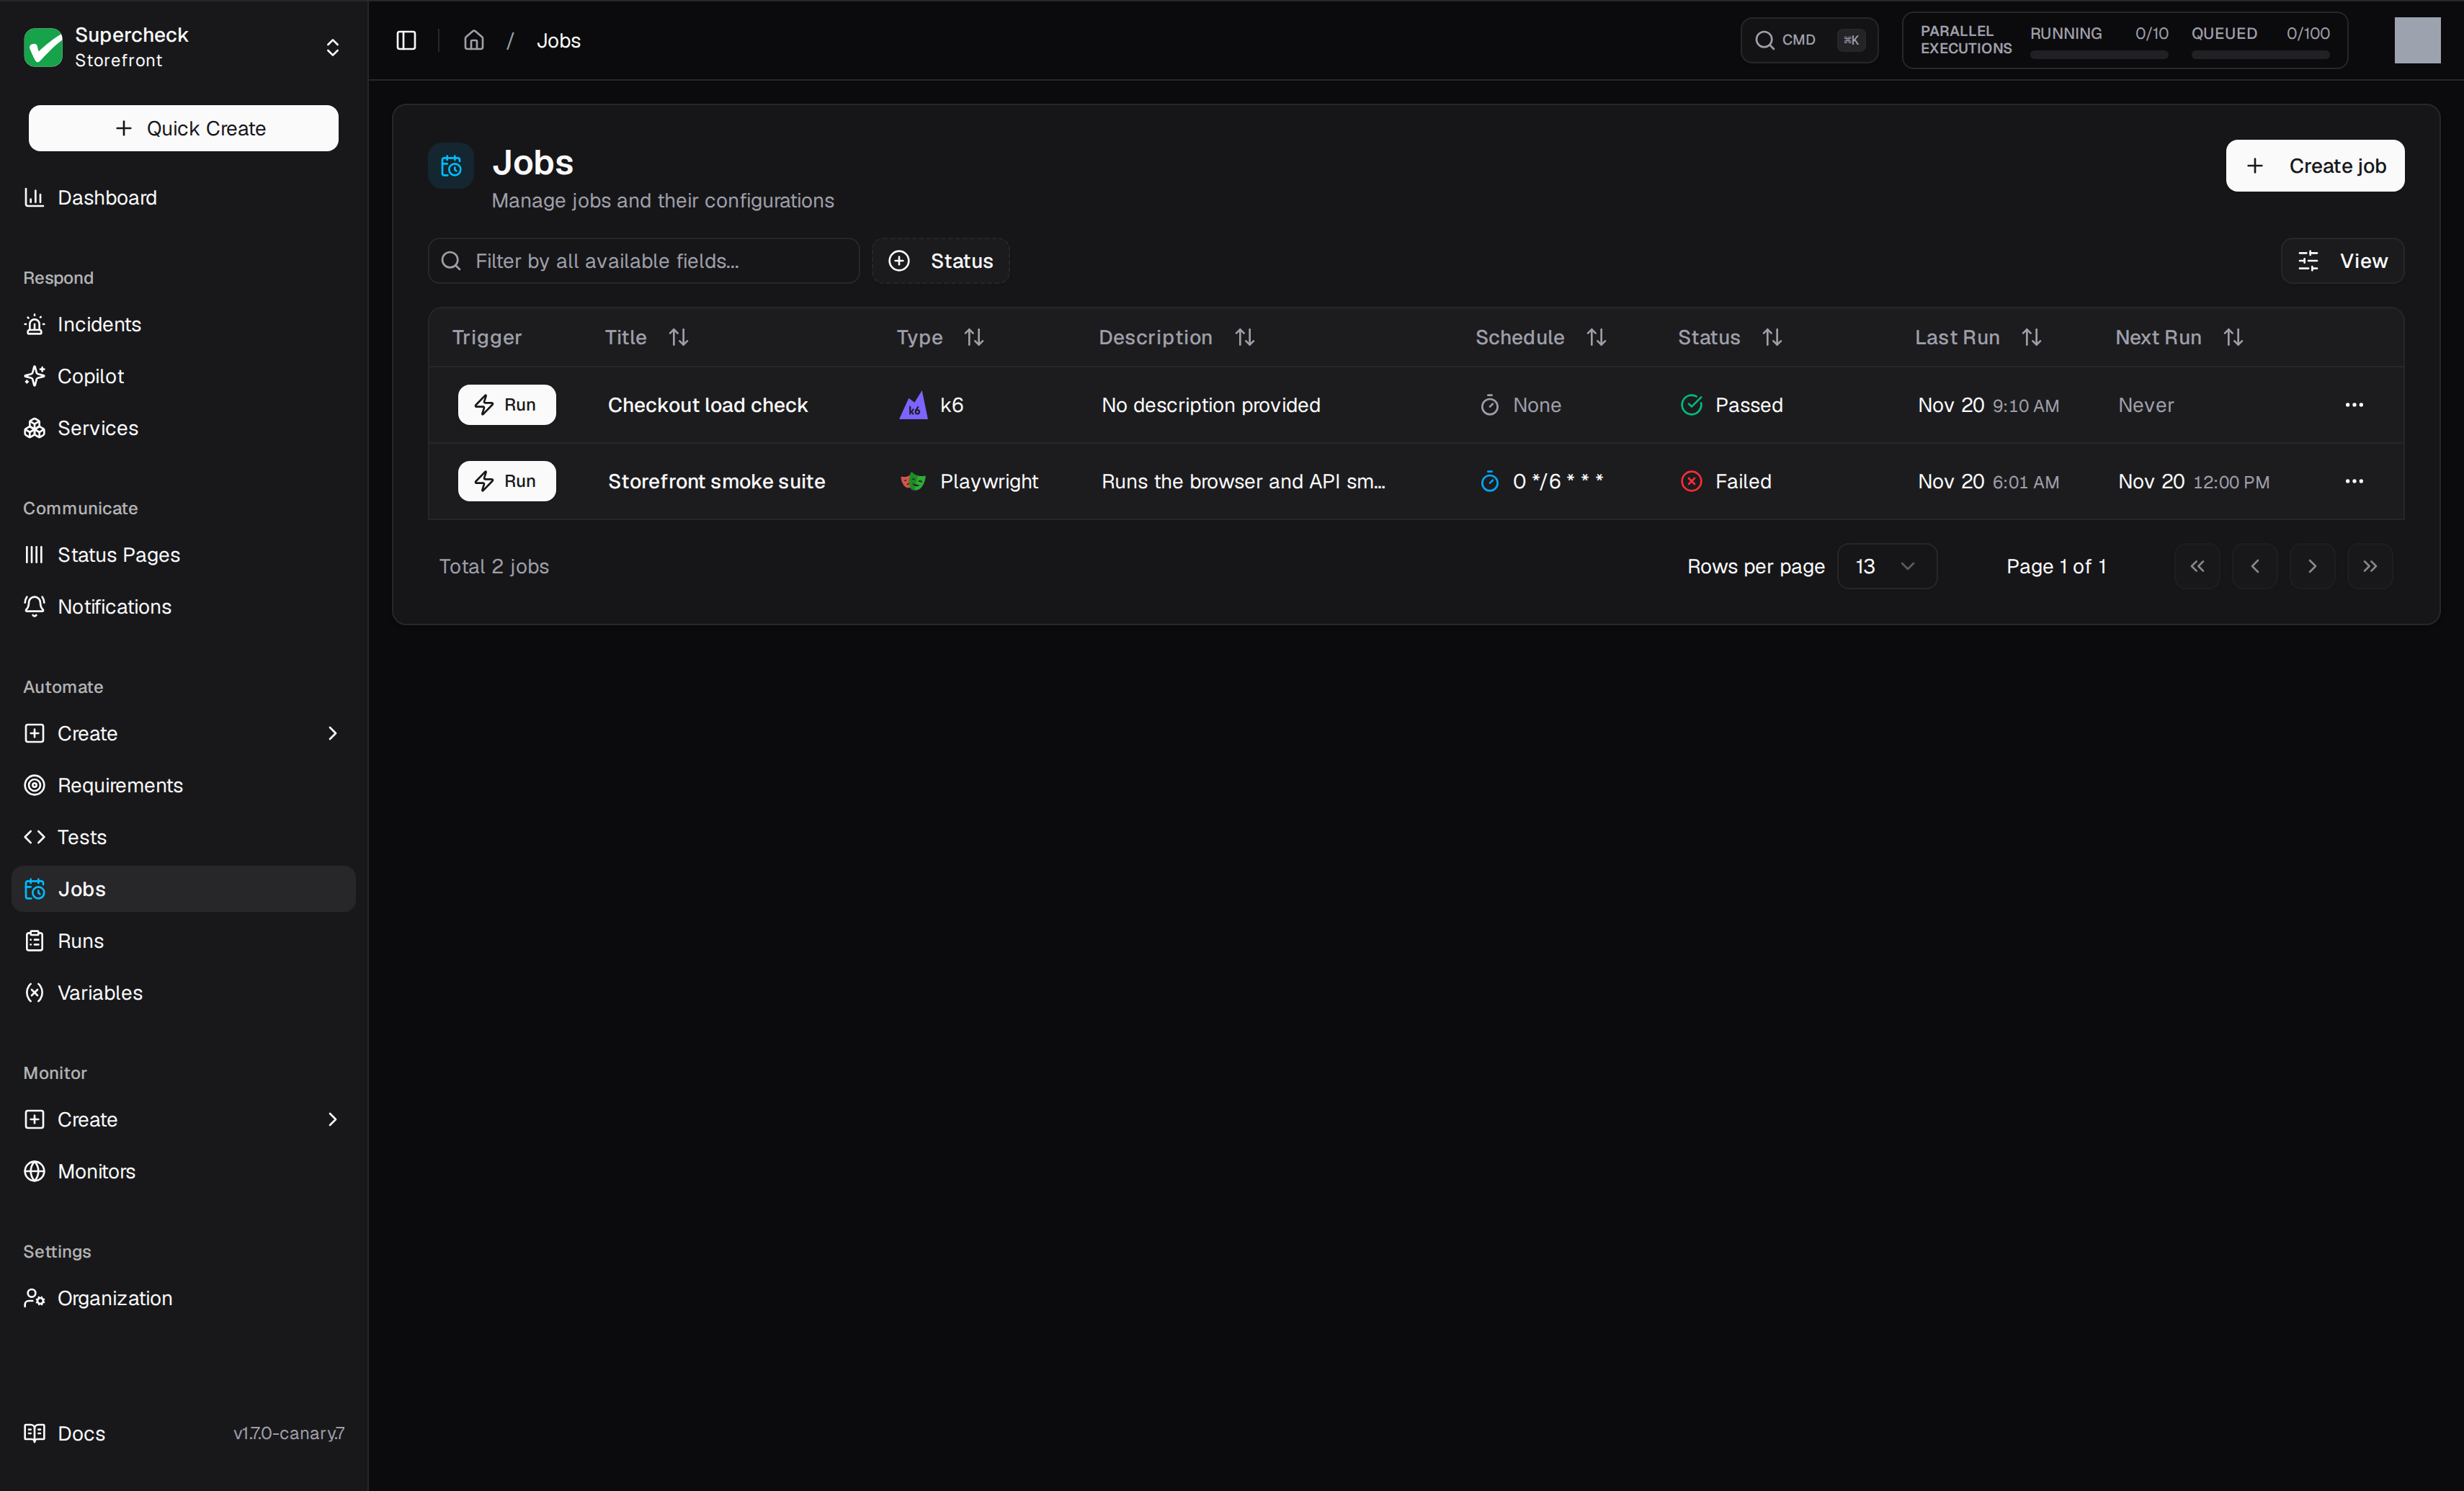 Supercheck
Storefront
Quick Create
Dashboard
Respond
Incidents
Copilot
Services
Communicate
Status Pages
Notifications
Automate
Create
Requirements
Tests
Jobs
Runs
Variables
Monitor
Create
Monitors
Settings
Organization
Docs v1.7.0-canary.7
/ Jobs
CMD ⌘K
PARALLEL EXECUTIONS
RUNNING 0/10 QUEUED 0/100
Jobs
Manage jobs and their configurations
Create job
Filter by all available fields...
Status
View
Trigger Title Type Description Schedule Status Last Run Next Run
Run Checkout load check k6 k6 No description provided None Passed Nov 20 9:10 AM Never
Run Storefront smoke suite Playwright Runs the browser and API sm... 0 */6 * * * Failed Nov 20 6:01 AM Nov 20 12:00 PM
Total 2 jobs Rows per page 13 Page 1 of 1